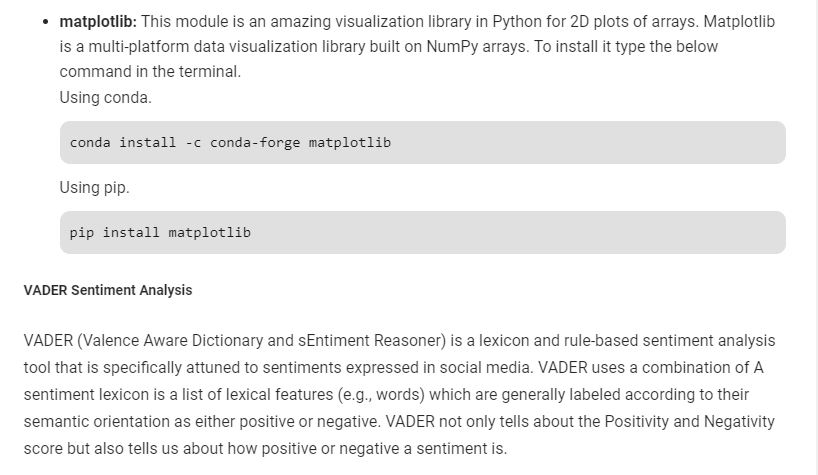 • matplotlib: This module is an amazing visualization library in Python for 2D plots of arrays. Matplotlib
is a multi-platform data visualization library built on NumPy arrays. To install it type the below
command in the terminal.
Using conda.
conda install -c conda-forge matplotlib
Using pip.
pip install matplotlib
VADER Sentiment Analysis
VADER (Valence Aware Dictionary and sEntiment Reasoner) is a lexicon and rule-based sentiment analysis
tool that is specifically attuned to sentiments expressed in social media. VADER uses a combination of A
sentiment lexicon is a list of lexical features (e.g., words) which are generally labeled according to their
semantic orientation as either positive or negative. VADER not only tells about the Positivity and Negativity
score but also tells us about how positive or negative a sentiment is.